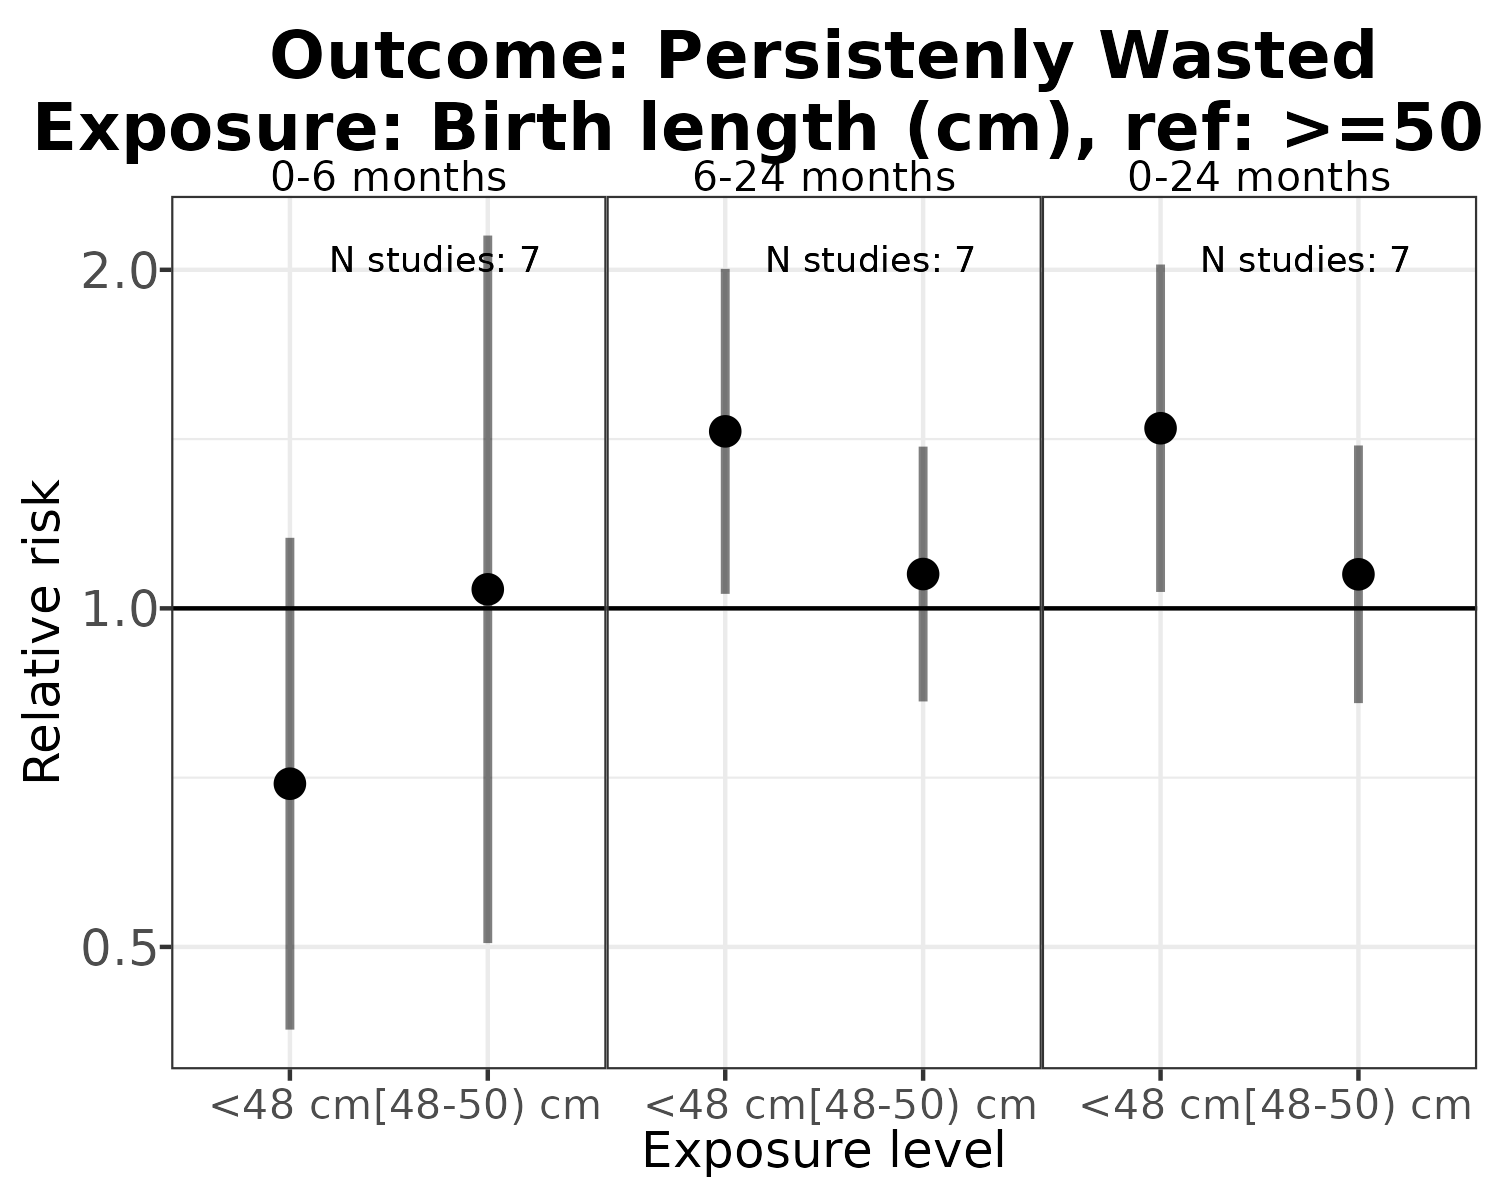 Outcome: Persistenly Wasted
Exposure: Birth length (cm), ref: >=50
0-6 months
6-24 months
0-24 months
N studies: 7
N studies: 7
N studies: 7
2.0
1.0
0.5
Relative risk
<48 cm
[48-50) cm
<48 cm
[48-50) cm
<48 cm
[48-50) cm
Exposure level